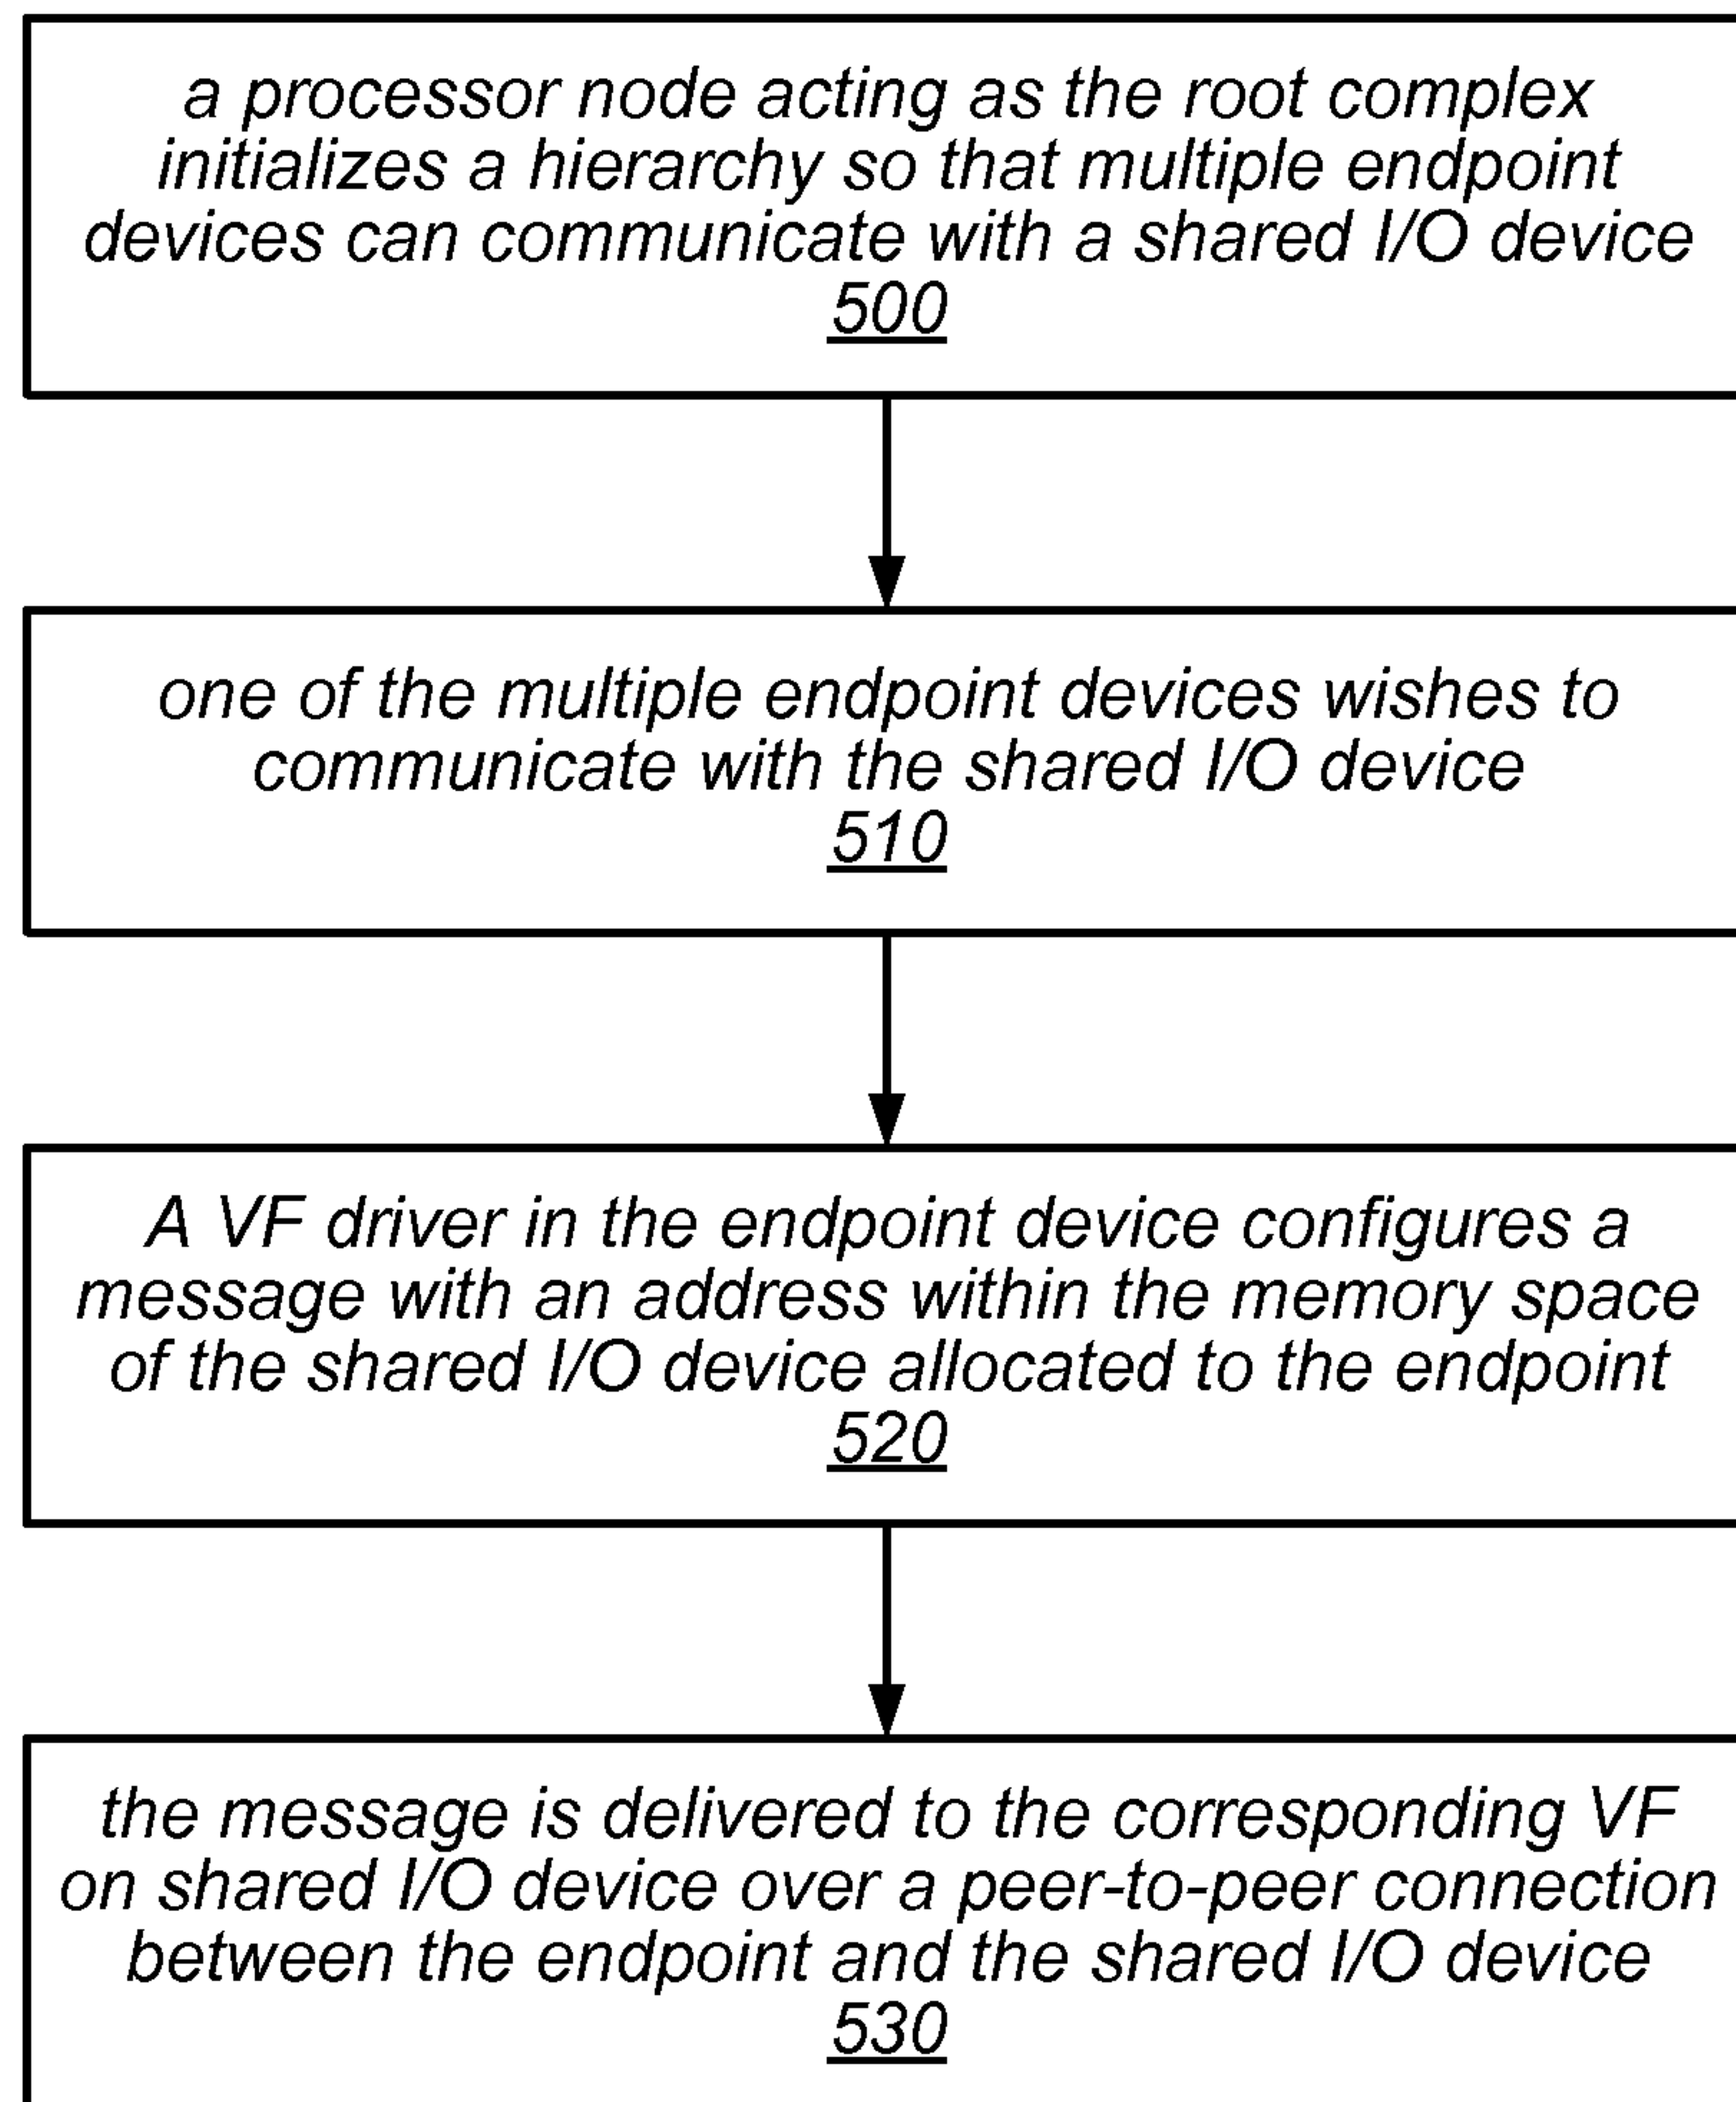 a processor node acting as the root complex
initializes a hierarchy so that multiple endpoint
devices can communicate with a shared I/O device
500
one of the multiple endpoint devices wishes to
communicate with the shared I/O device
510
A VF driver in the endpoint device configures a
message with an address within the memory space
of the shared I/O device allocated to the endpoint
520
the message is delivered to the corresponding VF
on shared I/O device over a peer-to-peer connection
between the endpoint and the shared I/O device
530